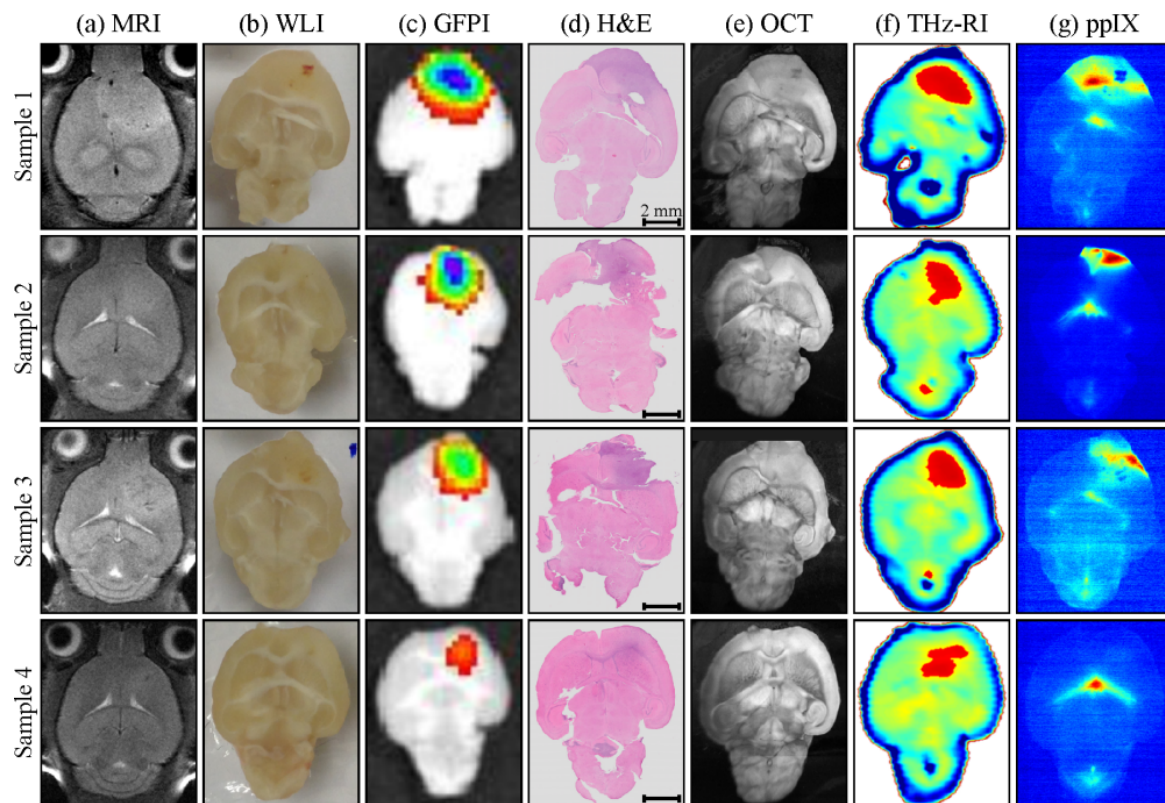 (a) MRI (b) WLI (c) GFPI (d) H&E (e) OCT (f) THz-RI (g) ppIX
Sample 1
2 mm
Sample 2
Sample 3
Sample 4